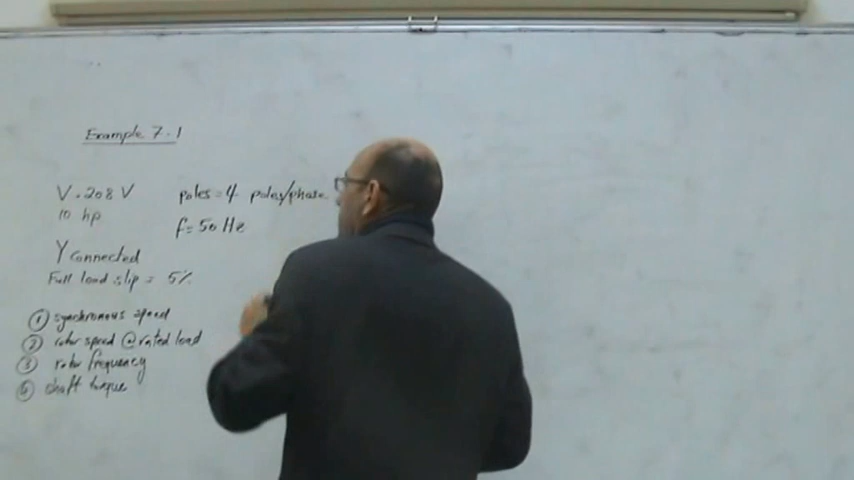 Example 7.1
V = 208 V
10 hp
Y connected
Full load slip = 5%
poles = 4 poles/phase
f = 50 Hz
① synchronous speed
② rotor speed @ rated load
③ rotor frequency
④ shaft torque